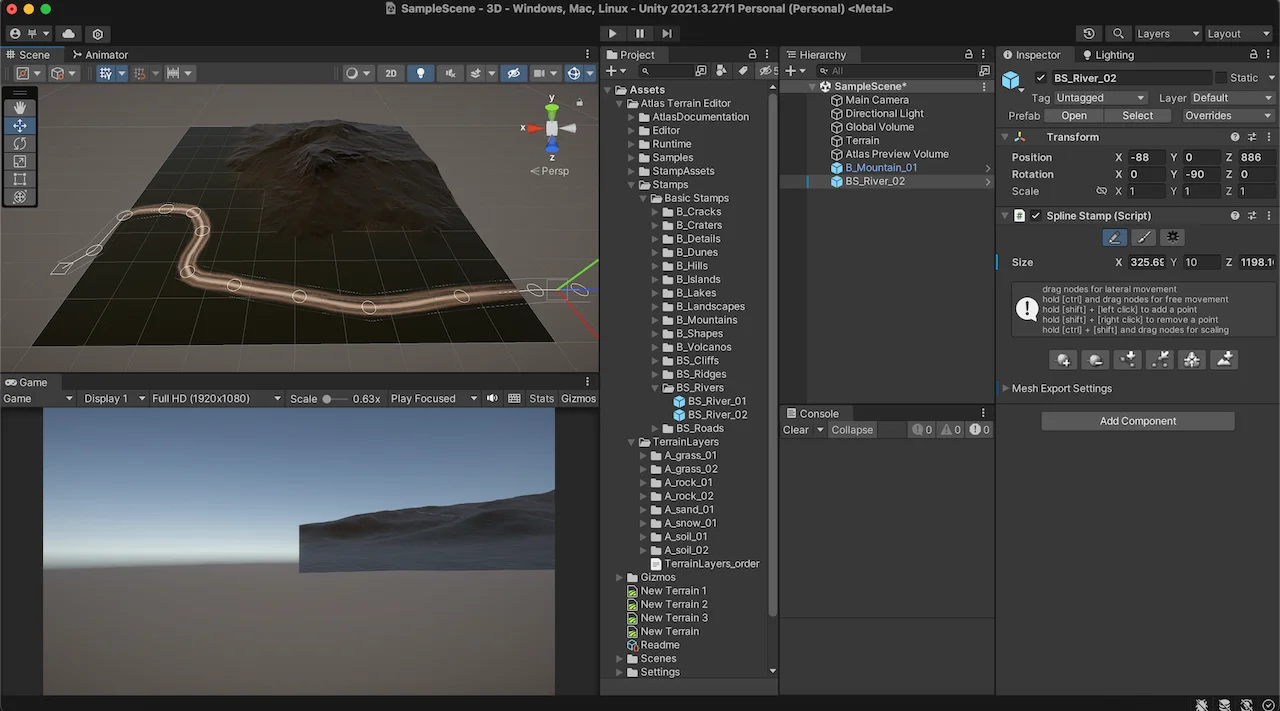 SampleScene - 3D - Windows, Mac, Linux - Unity 2021.3.27f1 Personal (Personal) <Metal>
Layers
Layout
Scene
Animator
2D
y
x
z
Persp
Game
Game
Display 1
Full HD (1920x1080)
Scale
0.63x
Play Focused
Stats
Gizmos
Project
Assets
Atlas Terrain Editor
AtlasDocumentation
Editor
Runtime
Samples
StampAssets
Stamps
Basic Stamps
B_Cracks
B_Craters
B_Details
B_Dunes
B_Hills
B_Islands
B_Lakes
B_Landscapes
B_Mountains
B_Shapes
B_Volcanos
BS_Cliffs
BS_Ridges
BS_Rivers
BS_River_01
BS_River_02
BS_Roads
TerrainLayers
A_grass_01
A_grass_02
A_rock_01
A_rock_02
A_sand_01
A_snow_01
A_soil_01
A_soil_02
TerrainLayers_order
Gizmos
New Terrain 1
New Terrain 2
New Terrain 3
New Terrain
Readme
Scenes
Settings
Hierarchy
All
SampleScene*
Main Camera
Directional Light
Global Volume
Terrain
Atlas Preview Volume
B_Mountain_01
BS_River_02
Console
Clear
Collapse
0
0
0
Inspector
Lighting
BS_River_02
Static
Tag Untagged
Layer Default
Prefab
Open
Select
Overrides
Transform
Position X -88 Y 0 Z 886
Rotation X 0 Y -90 Z 0
Scale X 1 Y 1 Z 1
Spline Stamp (Script)
Size X 325.65 Y 10 Z 1198.1
drag nodes for lateral movement
hold [ctrl] and drag nodes for free movement
hold [shift] + [left click] to add a point
hold [shift] + [right click] to remove a point
hold [ctrl] + [shift] and drag nodes for scaling
Mesh Export Settings
Add Component